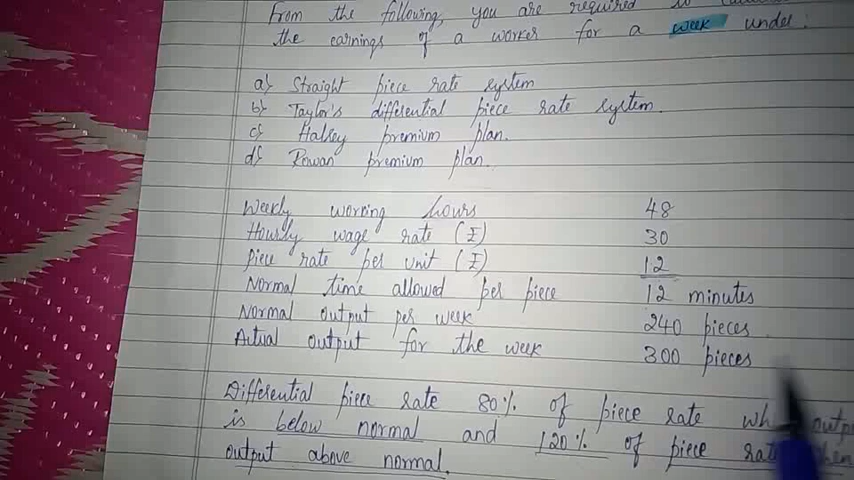 From the following, you are required to
the earnings of a worker for a week under:
a) Straight piece rate system
b) Taylor's differential piece rate system.
c) Halsey premium plan.
d) Rowan premium plan.
Weekly working hours 48
Hourly wage rate (₹) 30
Piece rate per unit (₹) 12
Normal time allowed per piece 12 minutes
Normal output per week 240 pieces
Actual output for the week 300 pieces
Differential piece rate 80% of piece rate
is below normal and 120% of piece rate when
output above normal.